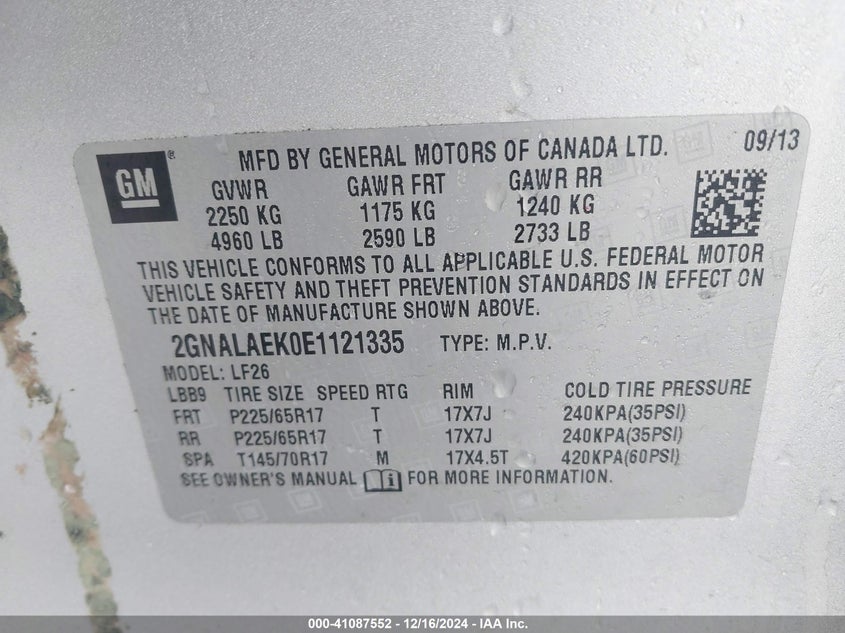 GM ® MFD BY GENERAL MOTORS OF CANADA LTD. 09/13
GVWR GAWR FRT GAWR RR
2250 KG 1175 KG 1240 KG
4960 LB 2590 LB 2733 LB
THIS VEHICLE CONFORMS TO ALL APPLICABLE U.S. FEDERAL MOTOR
VEHICLE SAFETY AND THEFT PREVENTION STANDARDS IN EFFECT ON
THE DATE OF MANUFACTURE SHOWN ABOVE.
2GNALAEK0E1121335 TYPE: M.P.V.
MODEL: LF26
LBB9 TIRE SIZE SPEED RTG RIM COLD TIRE PRESSURE
FRT P225/65R17 T 17X7J 240KPA(35PSI)
RR P225/65R17 T 17X7J 240KPA(35PSI)
SPA T145/70R17 M 17X4.5T 420KPA(60PSI)
SEE OWNER'S MANUAL FOR MORE INFORMATION.
000-41087552 - 12/16/2024 - IAA Inc.